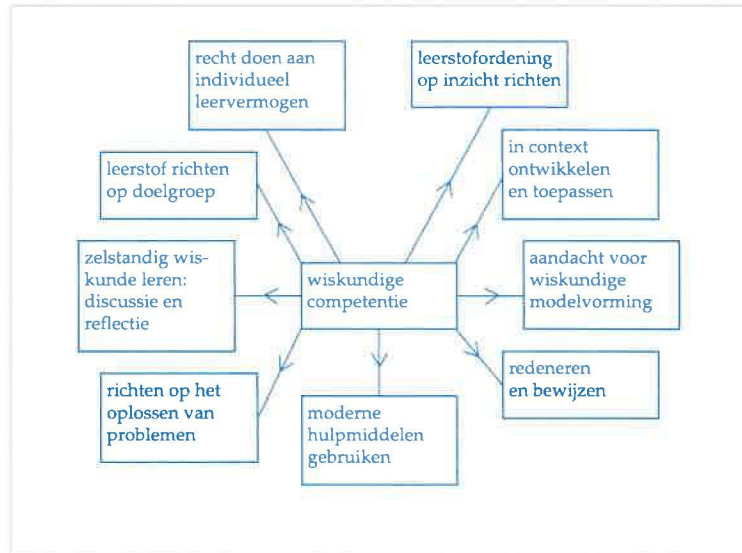 recht doen aan
individueel
leervermogen
leerstofordening
op inzicht richten
leerstof richten
op doelgroep
in context
ontwikkelen
en toepassen
zelstandig wis-
kunde leren:
discussie en
reflectie
wiskundige
competentie
aandacht voor
wiskundige
modelvorming
richten op het
oplossen van
problemen
moderne
hulpmiddelen
gebruiken
redeneren
en bewijzen